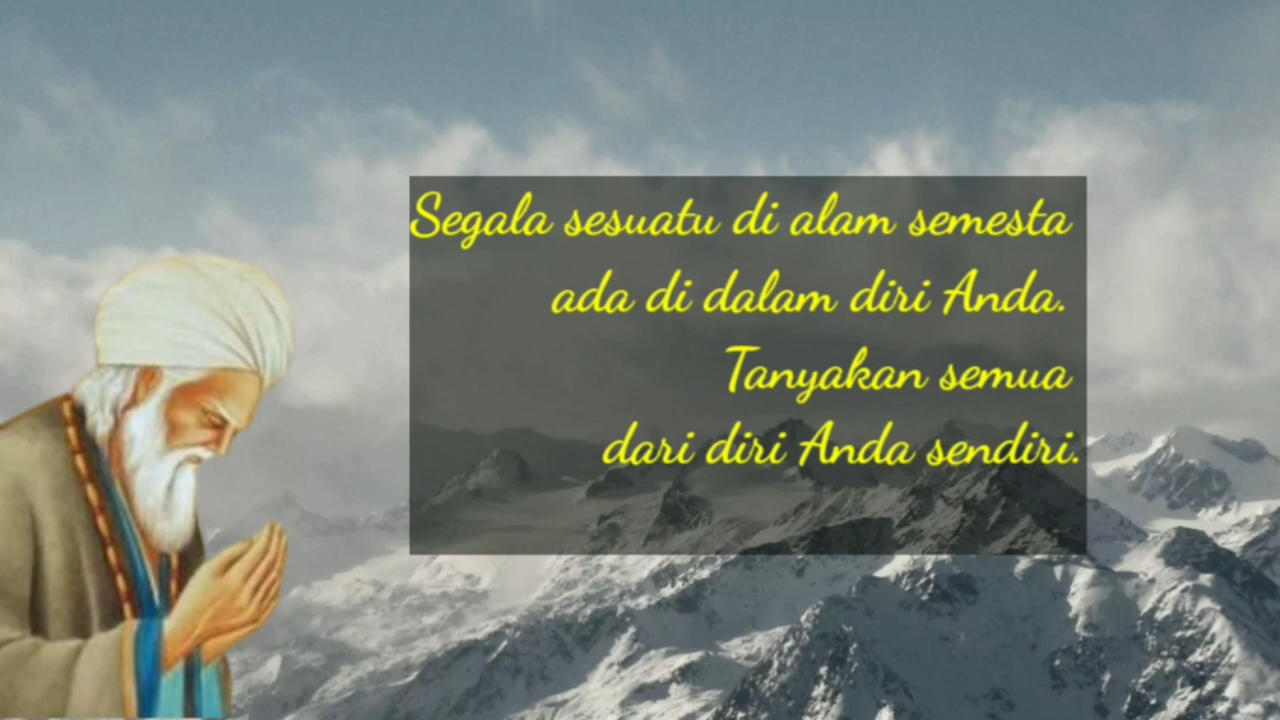 Segala sesuatu di alam semesta
ada di dalam diri Anda.
Tanyakan semua
dari diri Anda sendiri.